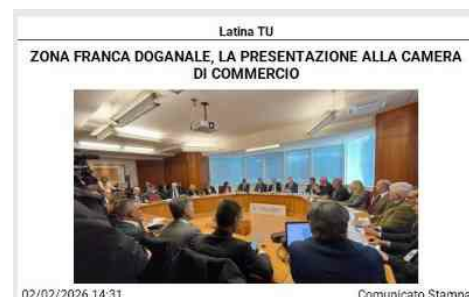 Latina TU
ZONA FRANCA DOGANALE, LA PRESENTAZIONE ALLA CAMERA
DI COMMERCIO
02/02/2026 14:31
Comunicato Stampa